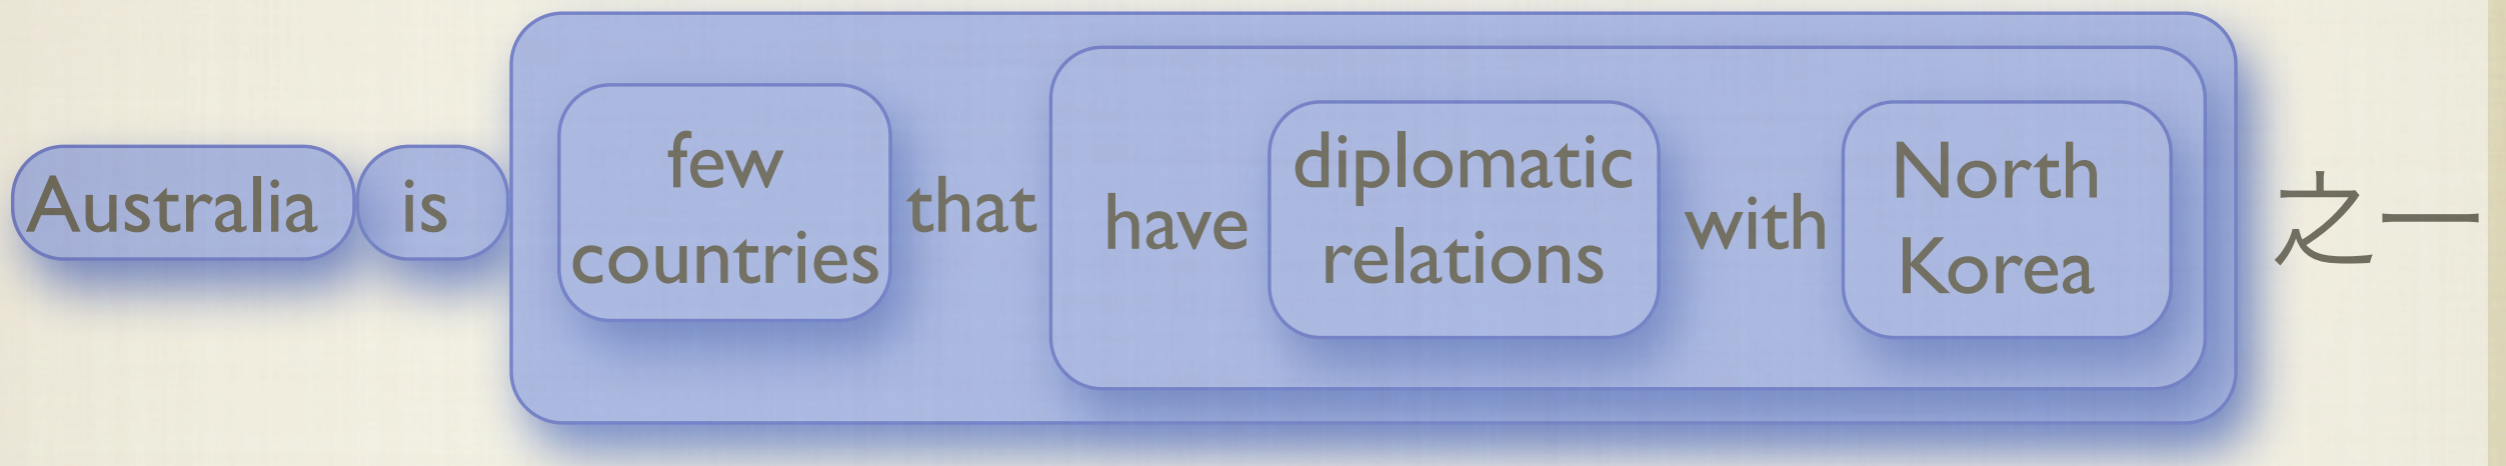 Australia is few countries that have diplomatic relations with North Korea 之一